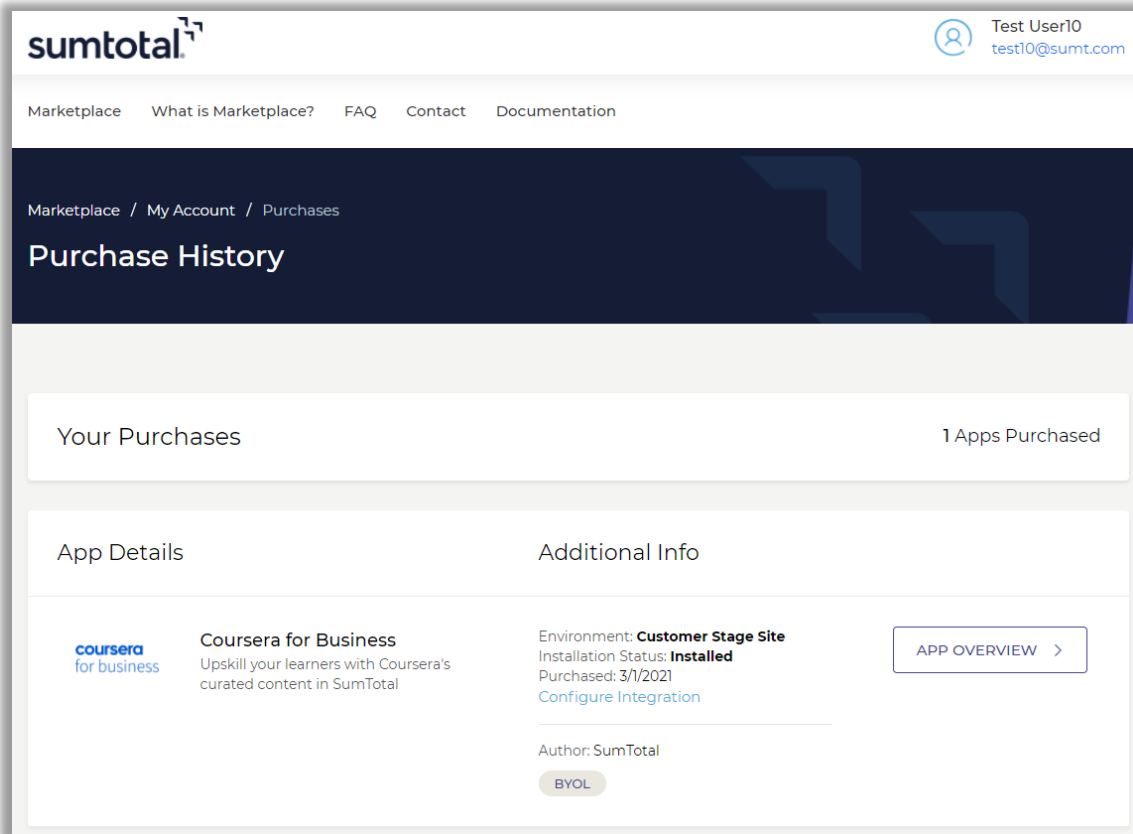 sumtotal.
Test User10
test10@sumt.com
Marketplace What is Marketplace? FAQ Contact Documentation
Marketplace / My Account / Purchases
Purchase History
Your Purchases
1 Apps Purchased
App Details
Additional Info
coursera
for business
Coursera for Business
Upskill your learners with Coursera's
curated content in SumTotal
Environment: Customer Stage Site
Installation Status: Installed
Purchased: 3/1/2021
Configure Integration
Author: SumTotal
BYOL
APP OVERVIEW >